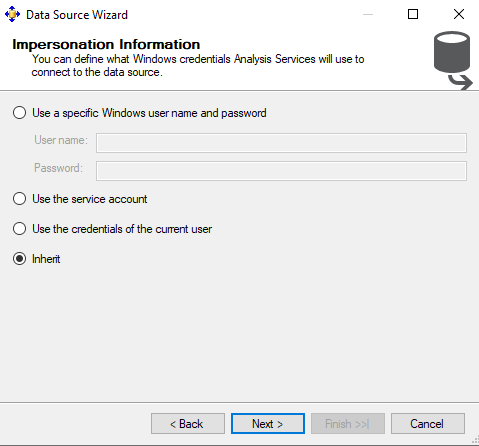 Data Source Wizard
Impersonation Information
You can define what Windows credentials Analysis Services will use to
connect to the data source.
Use a specific Windows user name and password
User name:
Password:
Use the service account
Use the credentials of the current user
Inherit
< Back
Next >
Finish >>|
Cancel